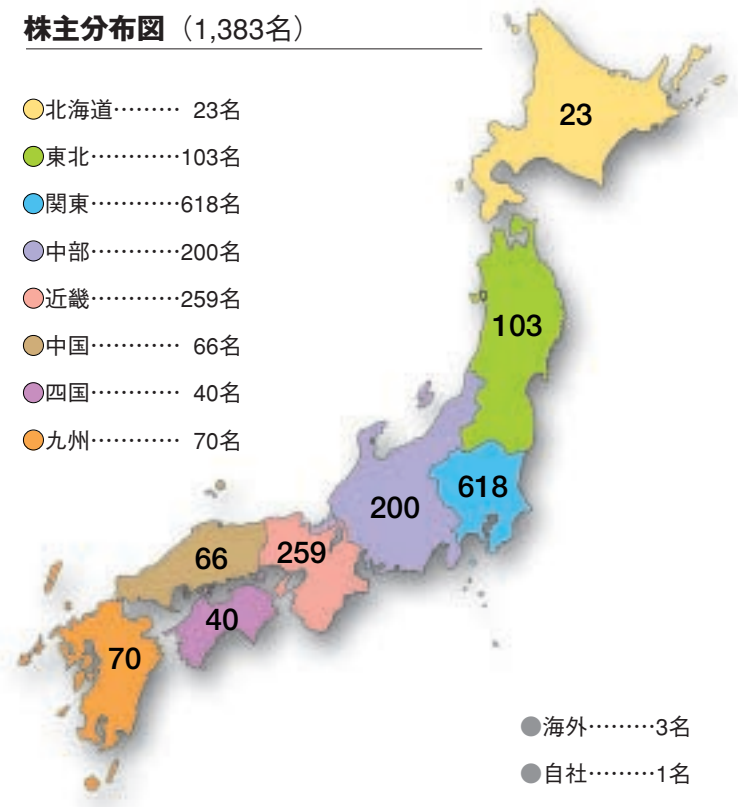 株主分布図（1,383名）
●北海道……… 23名
●東北…………103名
●関東…………618名
●中部…………200名
●近畿…………259名
●中国………… 66名
●四国………… 40名
●九州………… 70名
23
103
618
200
259
66
40
70
●海外………3名
●自社………1名